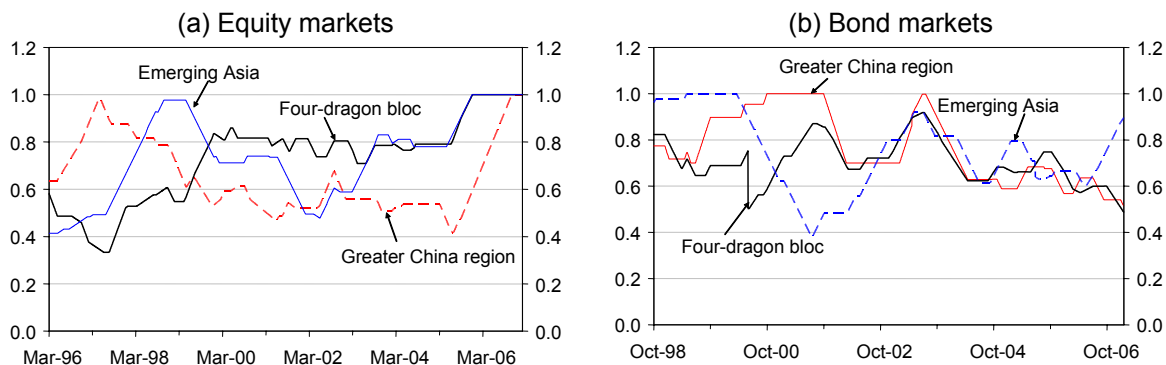 (a) Equity markets
1.2
1.0
0.8
0.6
0.4
0.2
0.0
1.2
1.0
0.8
0.6
0.4
0.2
0.0
Emerging Asia
Four-dragon bloc
Greater China region
Mar-96
Mar-98
Mar-00
Mar-02
Mar-04
Mar-06
(b) Bond markets
1.2
1.0
0.8
0.6
0.4
0.2
0.0
1.2
1.0
0.8
0.6
0.4
0.2
0.0
Greater China region
Emerging Asia
Four-dragon bloc
Oct-98
Oct-00
Oct-02
Oct-04
Oct-06